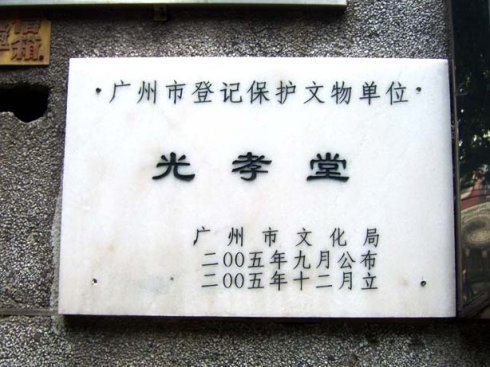 广州市登记保护文物单位
光孝堂
广州市文化局
二00五年九月公布
二00五年十二月立